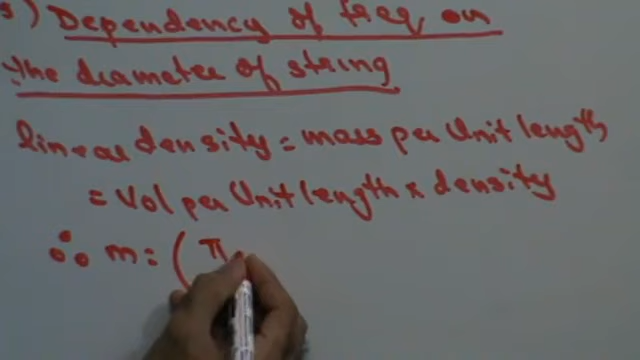 3) Dependency of freq on
the diameter of string
linear density = mass per Unit length
= Vol per Unit length × density
∴ m = ( π